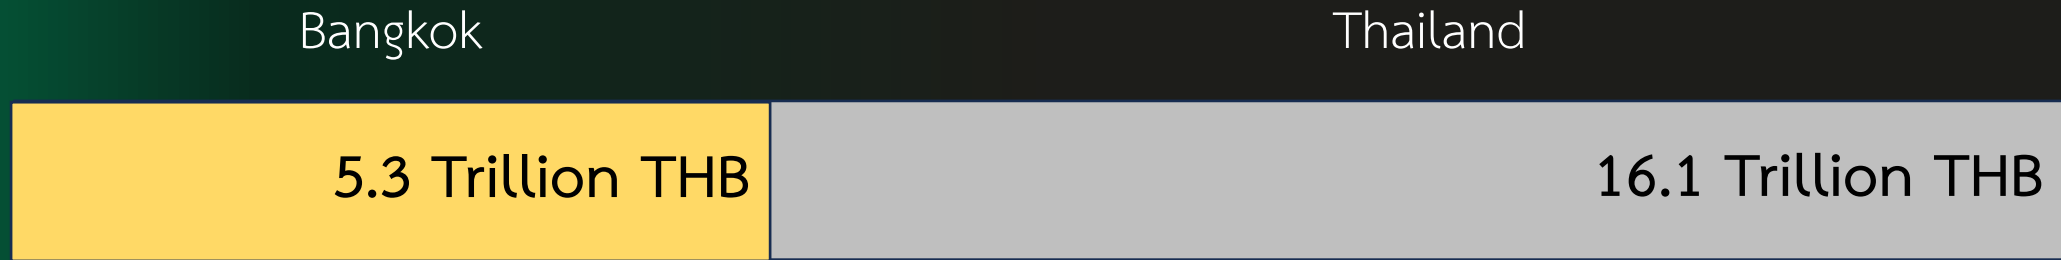 Bangkok Thailand
5.3 Trillion THB 16.1 Trillion THB